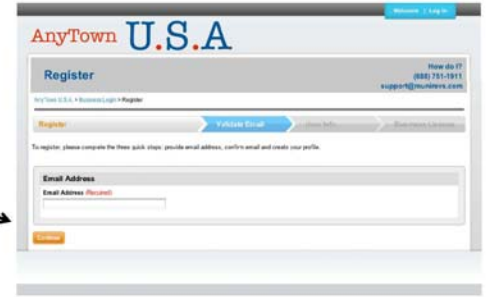 Welcome | Log In
AnyTown U.S.A
Register
How do I?
(888) 751-1911
support@munirevs.com
AnyTown U.S.A. > Business Login > Register
Register
Validate Email
User Info
Business License
To register, please complete the three quick steps: provide email address, confirm email and create your profile.
Email Address
Email Address (Required)
Continue